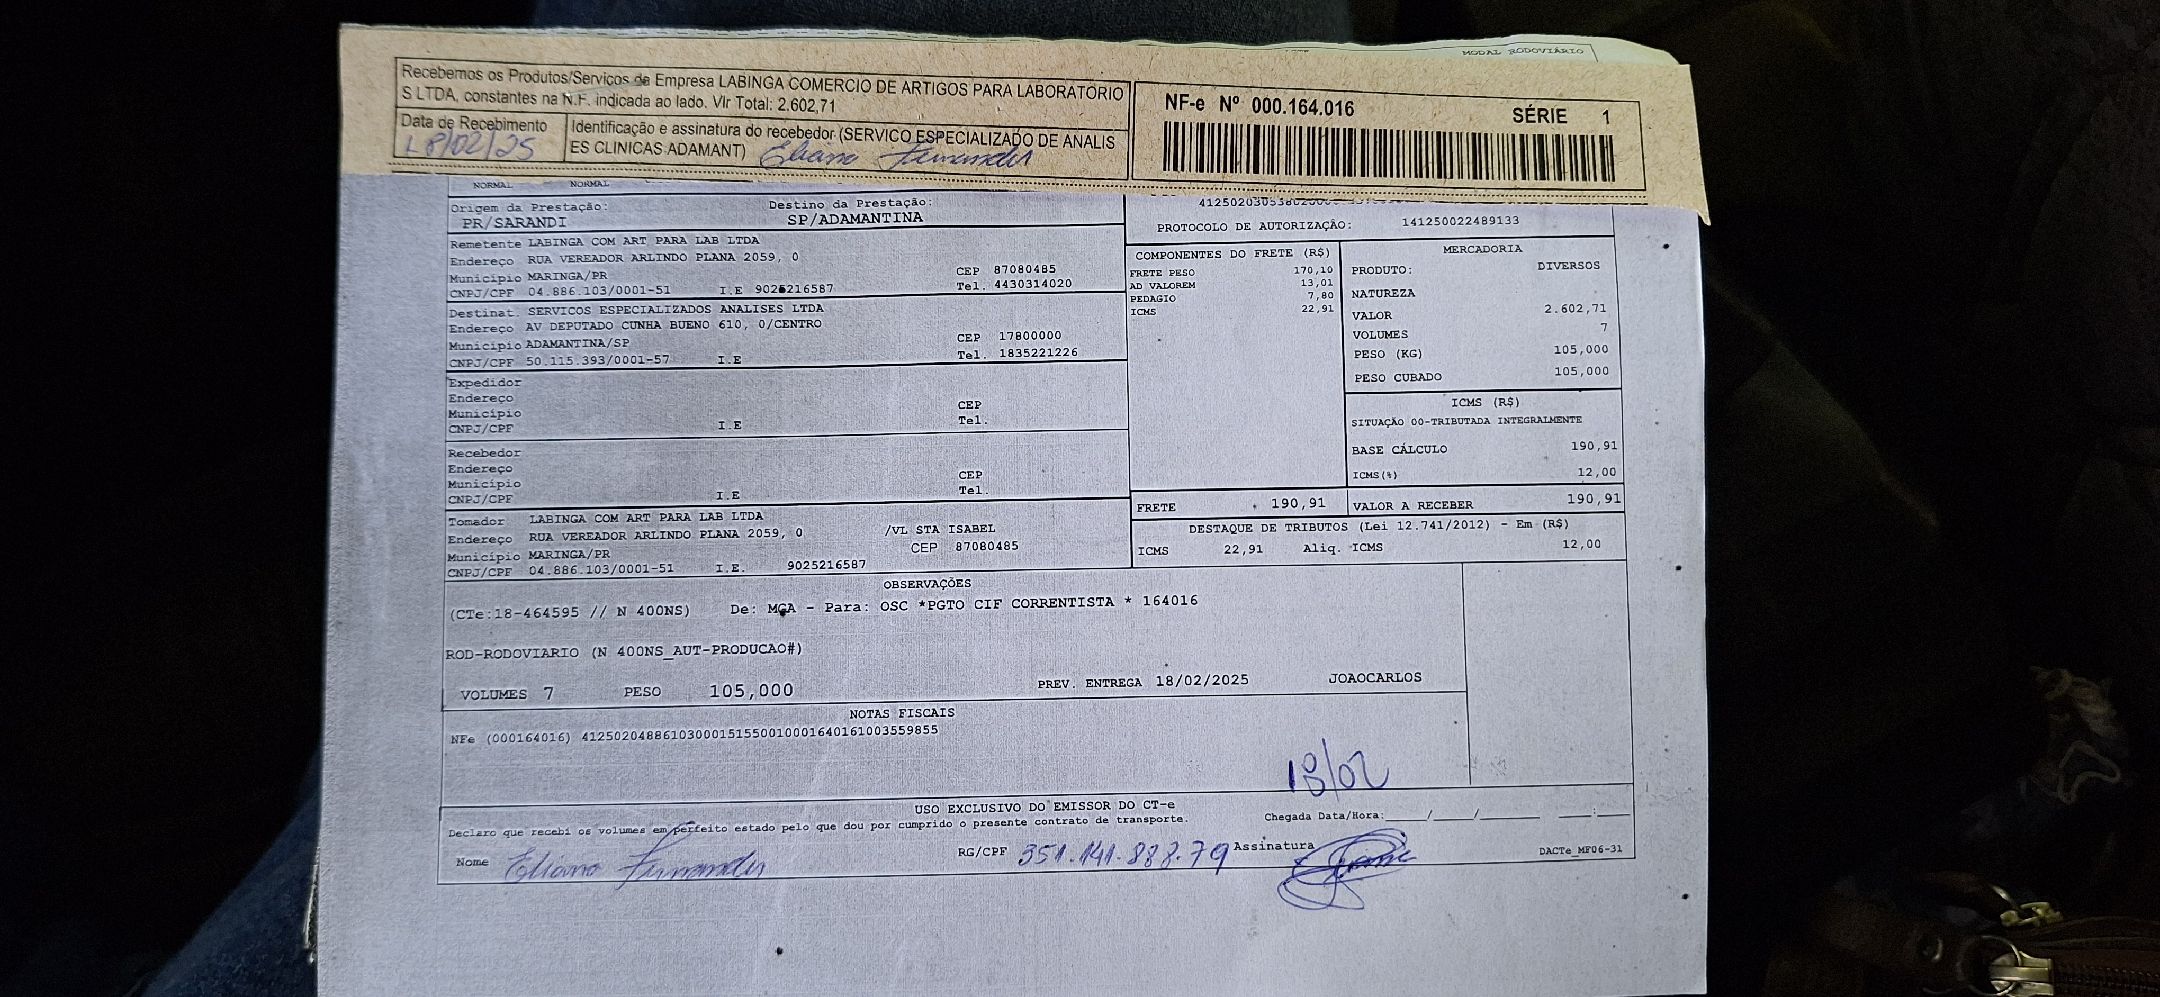 MODAL RODOVIÁRIO
Recebemos os Produtos/Serviços da Empresa LABINGA COMERCIO DE ARTIGOS PARA LABORATÓRIO
S LTDA, constantes na N.F. indicada ao lado. Vlr Total: 2.602,71
Data de Recebimento
18/02/25
Identificação e assinatura do recebedor (SERVICO ESPECIALIZADO DE ANALIS
ES CLINICAS ADAMANT) Eliano Fernandes
NF-e Nº 000.164.016 SÉRIE 1
NORMAL NORMAL
Origem da Prestação: Destino da Prestação:
PR/SARANDI SP/ADAMANTINA
PROTOCOLO DE AUTORIZAÇÃO: 141250022489133
Remetente LABINGA COM ART PARA LAB LTDA
Endereço RUA VEREADOR ARLINDO PLANA 2059, 0
Município MARINGA/PR CEP 87080485
CNPJ/CPF 04.886.103/0001-51 I.E 9025216587 Tel. 4430314020
Destinat. SERVICOS ESPECIALIZADOS ANALISES LTDA
Endereço AV DEPUTADO CUNHA BUENO 610, 0/CENTRO
Município ADAMANTINA/SP CEP 17800000
CNPJ/CPF 50.115.393/0001-57 I.E Tel. 1835221226
Expedidor
Endereço
Município CEP
CNPJ/CPF I.E Tel.
Recebedor
Endereço
Município CEP
CNPJ/CPF I.E Tel.
Tomador LABINGA COM ART PARA LAB LTDA
Endereço RUA VEREADOR ARLINDO PLANA 2059, 0 /VL STA ISABEL
Município MARINGA/PR CEP 87080485
CNPJ/CPF 04.886.103/0001-51 I.E. 9025216587
COMPONENTES DO FRETE (R$)
FRETE PESO 170,10
AD VALOREM 13,01
PEDAGIO 7,80
ICMS 22,91
MERCADORIA
PRODUTO: DIVERSOS
NATUREZA
VALOR 2.602,71
VOLUMES 7
PESO (KG) 105,000
PESO CUBADO 105,000
ICMS (R$)
SITUAÇÃO 00-TRIBUTADA INTEGRALMENTE
BASE CÁLCULO 190,91
ICMS(%) 12,00
FRETE 190,91 VALOR A RECEBER 190,91
DESTAQUE DE TRIBUTOS (Lei 12.741/2012) - Em (R$)
ICMS 22,91 Aliq. ICMS 12,00
OBSERVAÇÕES
(CTe:18-464595 // N 400NS) De: MGA - Para: OSC *PGTO CIF CORRENTISTA * 164016
ROD-RODOVIARIO (N 400NS_AUT-PRODUCAO#)
VOLUMES 7 PESO 105,000 PREV. ENTREGA 18/02/2025 JOAOCARLOS
NOTAS FISCAIS
NFe (000164016) 41250204886103000151550010001640161003559855
18/02
USO EXCLUSIVO DO EMISSOR DO CT-e
Declaro que recebi os volumes em perfeito estado pelo que dou por cumprido o presente contrato de transporte.
Chegada Data/Hora:____/____/______ ___:___
Nome Eliano Fernandes RG/CPF 351.141.888.79 Assinatura
DACTe_MF06-31